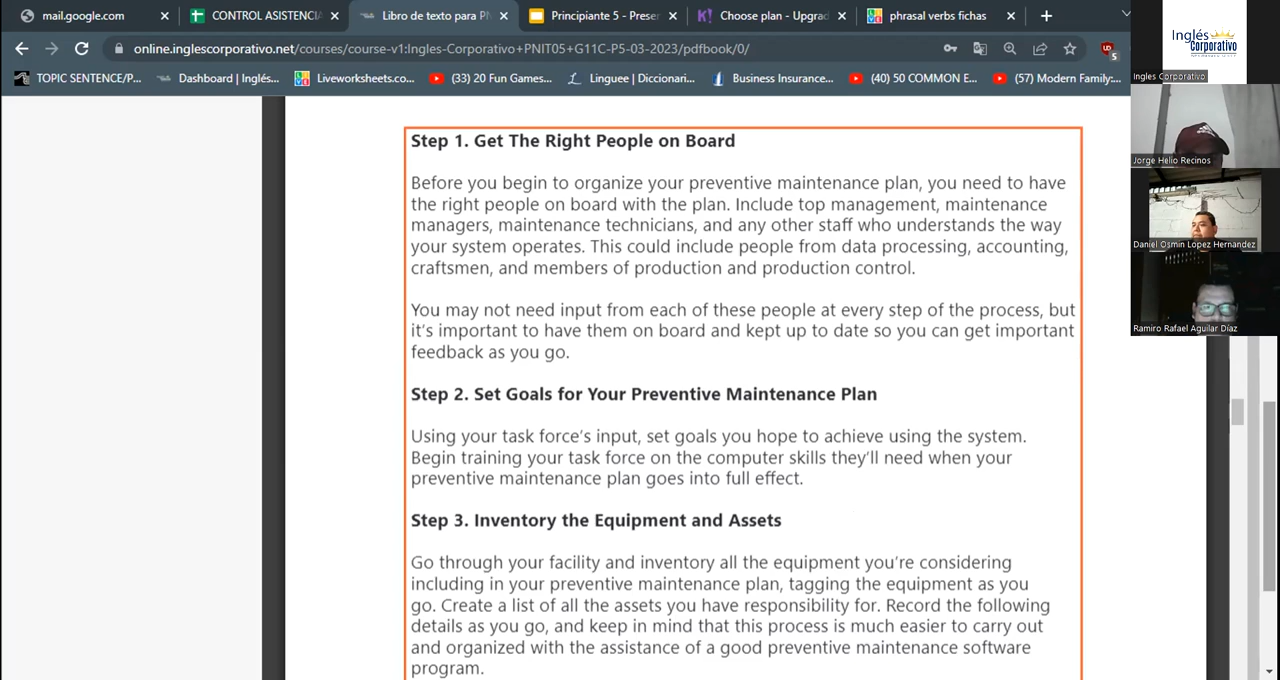 mail.google.com
CONTROL ASISTENCIA
Libro de texto para PN
Principiante 5 - Prese
Choose plan - Upgrad
phrasal verbs fichas
online.inglescorporativo.net/courses/course-v1:Ingles-Corporativo+PNIT05+G11C-P5-03-2023/pdfbook/0/
5
TOPIC SENTENCE/P...
Dashboard | Inglés...
Liveworksheets.co...
(33) 20 Fun Games...
Linguee | Diccionari...
Business Insurance...
(40) 50 COMMON E...
(57) Modern Family:...
Inglés
Corporativo
Ingles Corporativo
Jorge Helio Recinos
Daniel Osmin Lopez Hernandez
Ramiro Rafael Aguilar Díaz
Step 1. Get The Right People on Board
Before you begin to organize your preventive maintenance plan, you need to have
the right people on board with the plan. Include top management, maintenance
managers, maintenance technicians, and any other staff who understands the way
your system operates. This could include people from data processing, accounting,
craftsmen, and members of production and production control.
You may not need input from each of these people at every step of the process, but
it's important to have them on board and kept up to date so you can get important
feedback as you go.
Step 2. Set Goals for Your Preventive Maintenance Plan
Using your task force's input, set goals you hope to achieve using the system.
Begin training your task force on the computer skills they'll need when your
preventive maintenance plan goes into full effect.
Step 3. Inventory the Equipment and Assets
Go through your facility and inventory all the equipment you're considering
including in your preventive maintenance plan, tagging the equipment as you
go. Create a list of all the assets you have responsibility for. Record the following
details as you go, and keep in mind that this process is much easier to carry out
and organized with the assistance of a good preventive maintenance software
program.